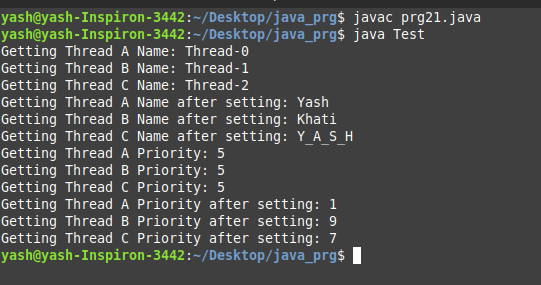 yash@yash-Inspiron-3442:~/Desktop/java_prg$ javac prg21.java
yash@yash-Inspiron-3442:~/Desktop/java_prg$ java Test
Getting Thread A Name: Thread-0
Getting Thread B Name: Thread-1
Getting Thread C Name: Thread-2
Getting Thread A Name after setting: Yash
Getting Thread B Name after setting: Khati
Getting Thread C Name after setting: Y_A_S_H
Getting Thread A Priority: 5
Getting Thread B Priority: 5
Getting Thread C Priority: 5
Getting Thread A Priority after setting: 1
Getting Thread B Priority after setting: 9
Getting Thread C Priority after setting: 7
yash@yash-Inspiron-3442:~/Desktop/java_prg$